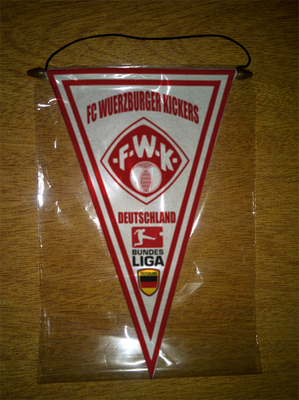 FC WUERZBURGER KICKERS
F.W.K.
DEUTSCHLAND
BUNDES
LIGA